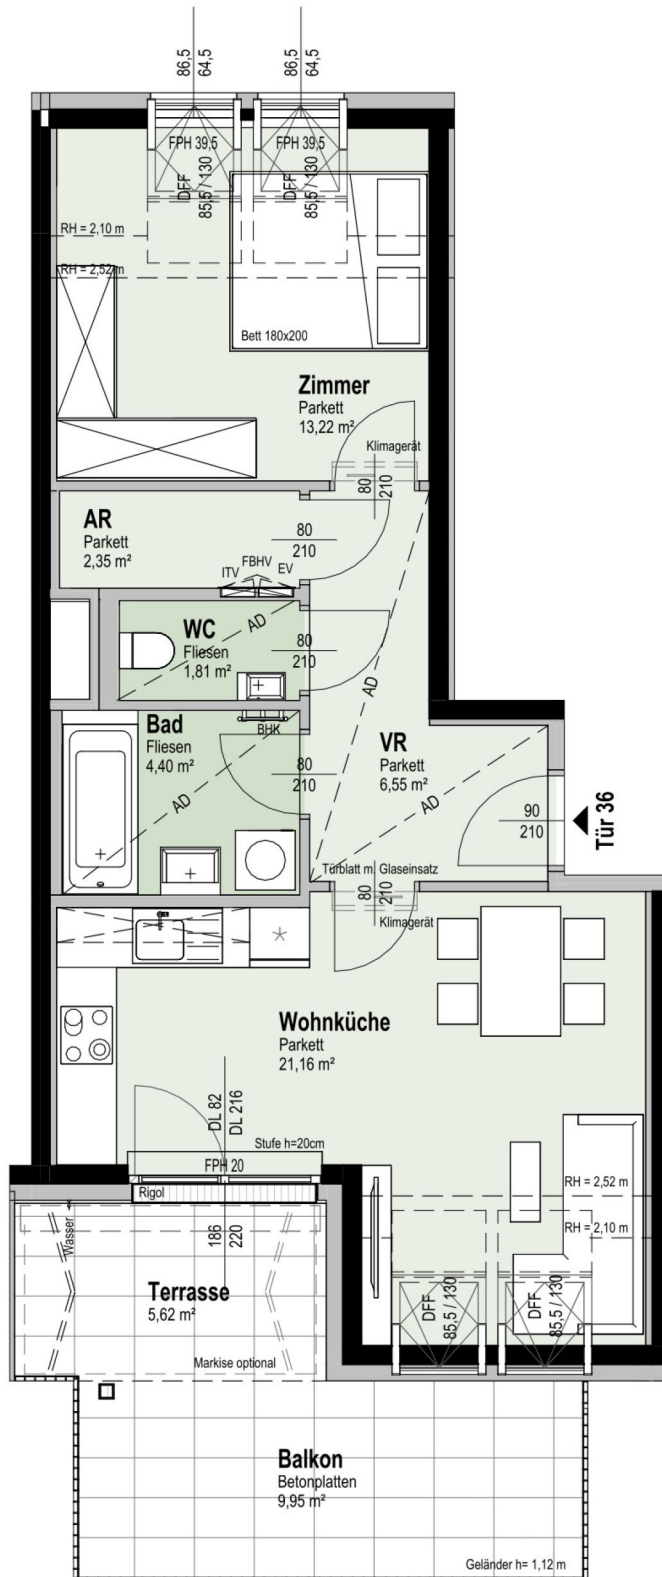 86,5
64,5
86,5
64,5
FPH 39,5
FPH 39,5
DFF
85,5 / 130
DFF
85,5 / 130
RH = 2,10 m
RH = 2,52 m
Bett 180x200
Zimmer
Parkett
13,22 m²
Klimagerät
80
210
AR
Parkett
2,35 m²
80
210
FBHV
ITV
EV
WC
Fliesen
1,81 m²
AD
80
210
AD
Bad
Fliesen
4,40 m²
BHK
AD
80
210
VR
Parkett
6,55 m²
AD
90
210
Tür 36
Türblatt m. Glaseinsatz
80
210
Klimagerät
Wohnküche
Parkett
21,16 m²
DL 82
DL 216
Stufe h=20cm
FPH 20
Rigol
186
220
Wasser
RH = 2,52 m
RH = 2,10 m
DFF
85,5 / 130
DFF
85,5 / 130
Terrasse
5,62 m²
Markise optional
Balkon
Betonplatten
9,95 m²
Geländer h= 1,12 m